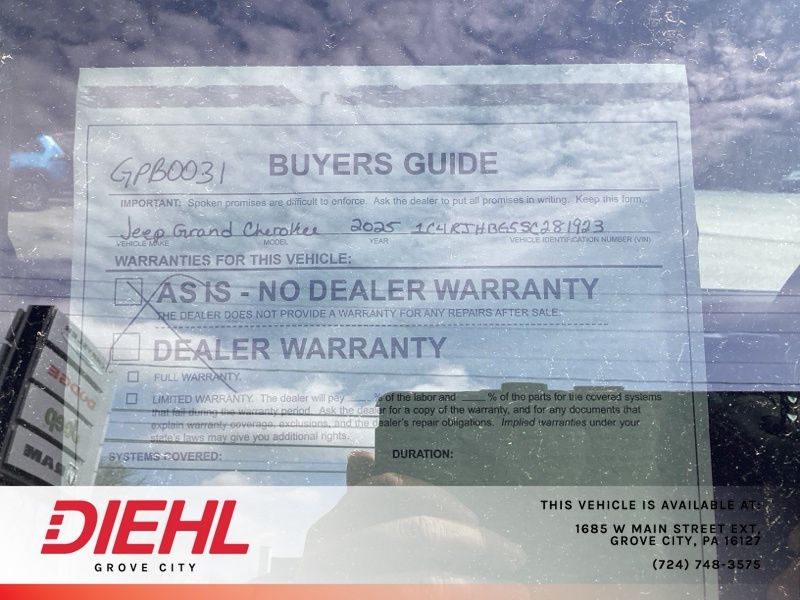 GPB0031 BUYERS GUIDE
IMPORTANT: Spoken promises are difficult to enforce. Ask the dealer to put all promises in writing. Keep this form.
Jeep Grand Cherokee 2025 1C4RJHBG5SC281923
VEHICLE MAKE MODEL YEAR VEHICLE IDENTIFICATION NUMBER (VIN)
WARRANTIES FOR THIS VEHICLE:
AS IS - NO DEALER WARRANTY
THE DEALER DOES NOT PROVIDE A WARRANTY FOR ANY REPAIRS AFTER SALE.
DEALER WARRANTY
FULL WARRANTY.
LIMITED WARRANTY. The dealer will pay ____ % of the labor and ____ % of the parts for the covered systems
that fail during the warranty period. Ask the dealer for a copy of the warranty, and for any documents that
explain warranty coverage, exclusions, and the dealer's repair obligations. Implied warranties under your
state's laws may give you additional rights.
SYSTEMS COVERED: DURATION:
DODGE
Jeep
RAM
DIEHL
GROVE CITY
THIS VEHICLE IS AVAILABLE AT:
1685 W MAIN STREET EXT,
GROVE CITY, PA 16127
(724) 748-3575